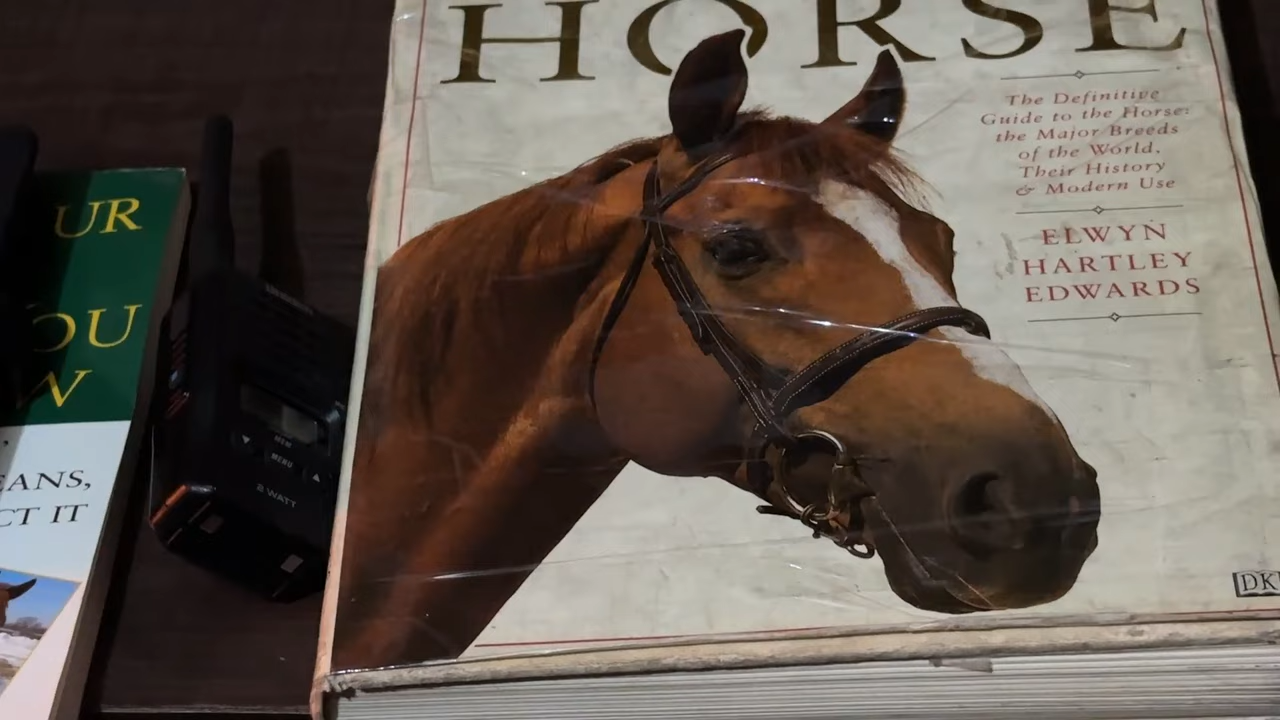 HORSE
The Definitive
Guide to the Horse:
the Major Breeds
of the World,
Their History
& Modern Use
ELWYN
HARTLEY
EDWARDS
DK
UR
OU
W
EANS,
CT IT
MEM
MENU
2 WATT